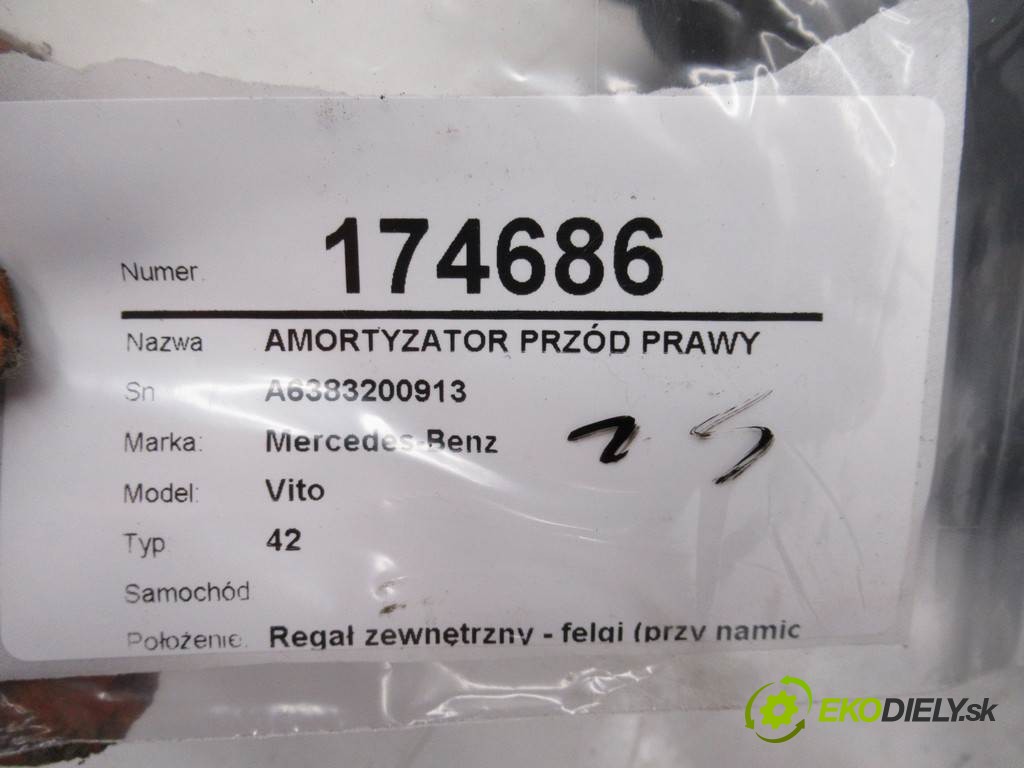 Numer. 174686
Nazwa AMORTYZATOR PRZÓD PRAWY
Sn A6383200913
Marka: Mercedes-Benz 25
Model: Vito
Typ 42
Samochód
Położenie. Regał zewnętrzny - felgi (przy namic
EKODIELY.sk